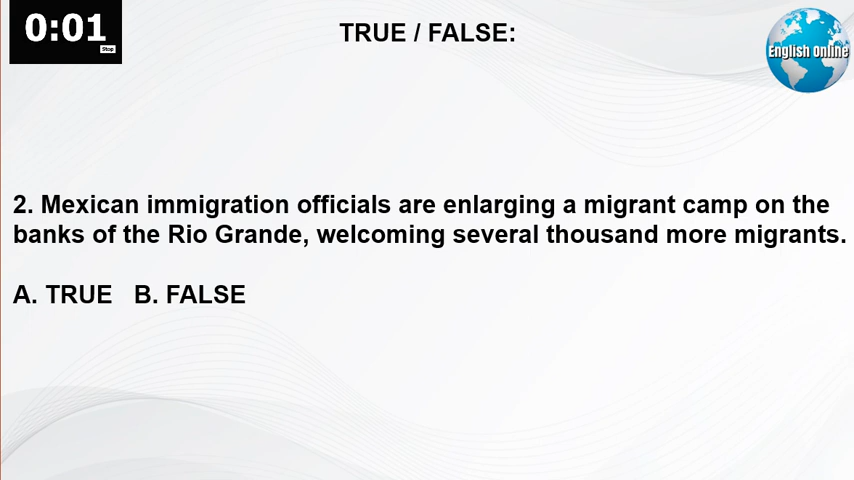 0:01
Stop
TRUE / FALSE:
English Online
2. Mexican immigration officials are enlarging a migrant camp on the
banks of the Rio Grande, welcoming several thousand more migrants.
A. TRUE   B. FALSE